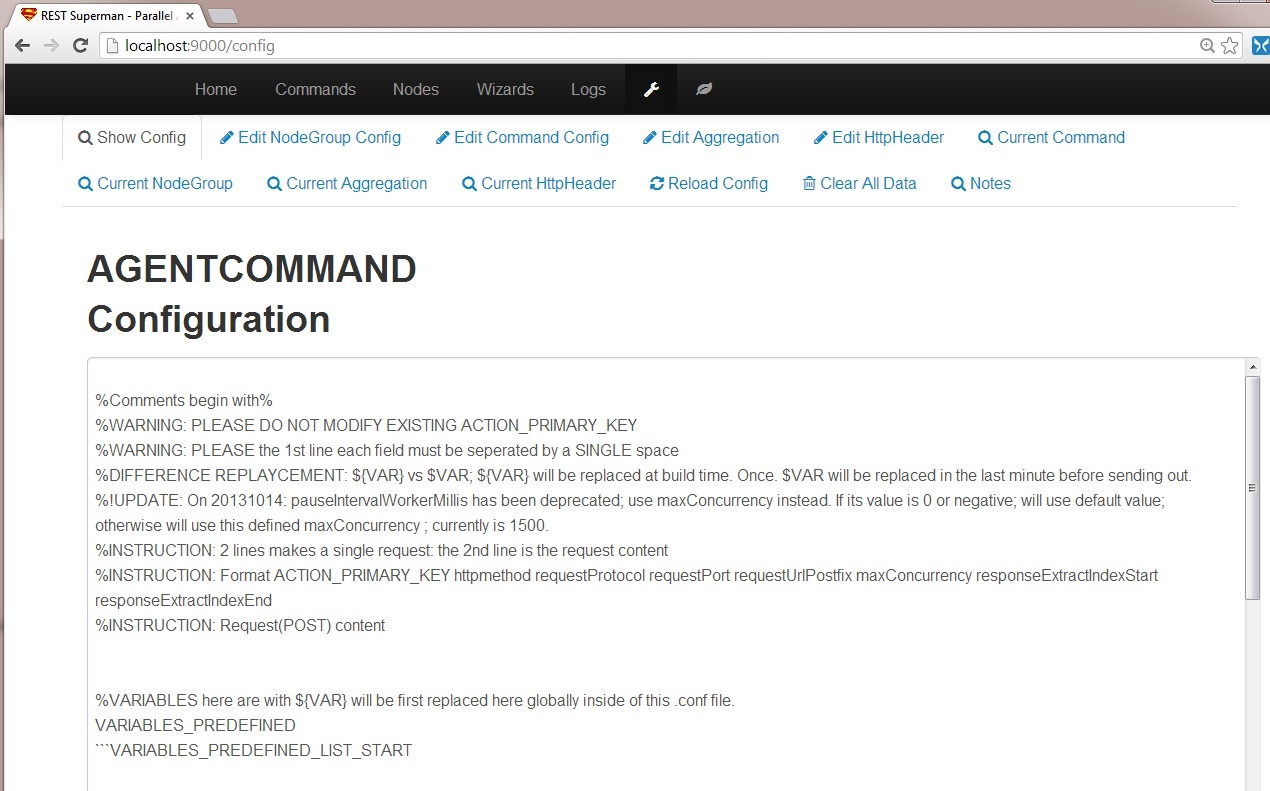 REST Superman - Parallel
localhost:9000/config
Home Commands Nodes Wizards Logs
Show Config Edit NodeGroup Config Edit Command Config Edit Aggregation Edit HttpHeader Current Command
Current NodeGroup Current Aggregation Current HttpHeader Reload Config Clear All Data Notes
AGENTCOMMAND
Configuration
%Comments begin with%
%WARNING: PLEASE DO NOT MODIFY EXISTING ACTION_PRIMARY_KEY
%WARNING: PLEASE the 1st line each field must be seperated by a SINGLE space
%DIFFERENCE REPLAYCEMENT: ${VAR} vs $VAR; ${VAR} will be replaced at build time. Once. $VAR will be replaced in the last minute before sending out.
%!UPDATE: On 20131014: pauseIntervalWorkerMillis has been deprecated; use maxConcurrency instead. If its value is 0 or negative; will use default value;
otherwise will use this defined maxConcurrency ; currently is 1500.
%INSTRUCTION: 2 lines makes a single request: the 2nd line is the request content
%INSTRUCTION: Format ACTION_PRIMARY_KEY httpmethod requestProtocol requestPort requestUrlPostfix maxConcurrency responseExtractIndexStart
responseExtractIndexEnd
%INSTRUCTION: Request(POST) content
%VARIABLES here are with ${VAR} will be first replaced here globally inside of this .conf file.
VARIABLES_PREDEFINED
```VARIABLES_PREDEFINED_LIST_START